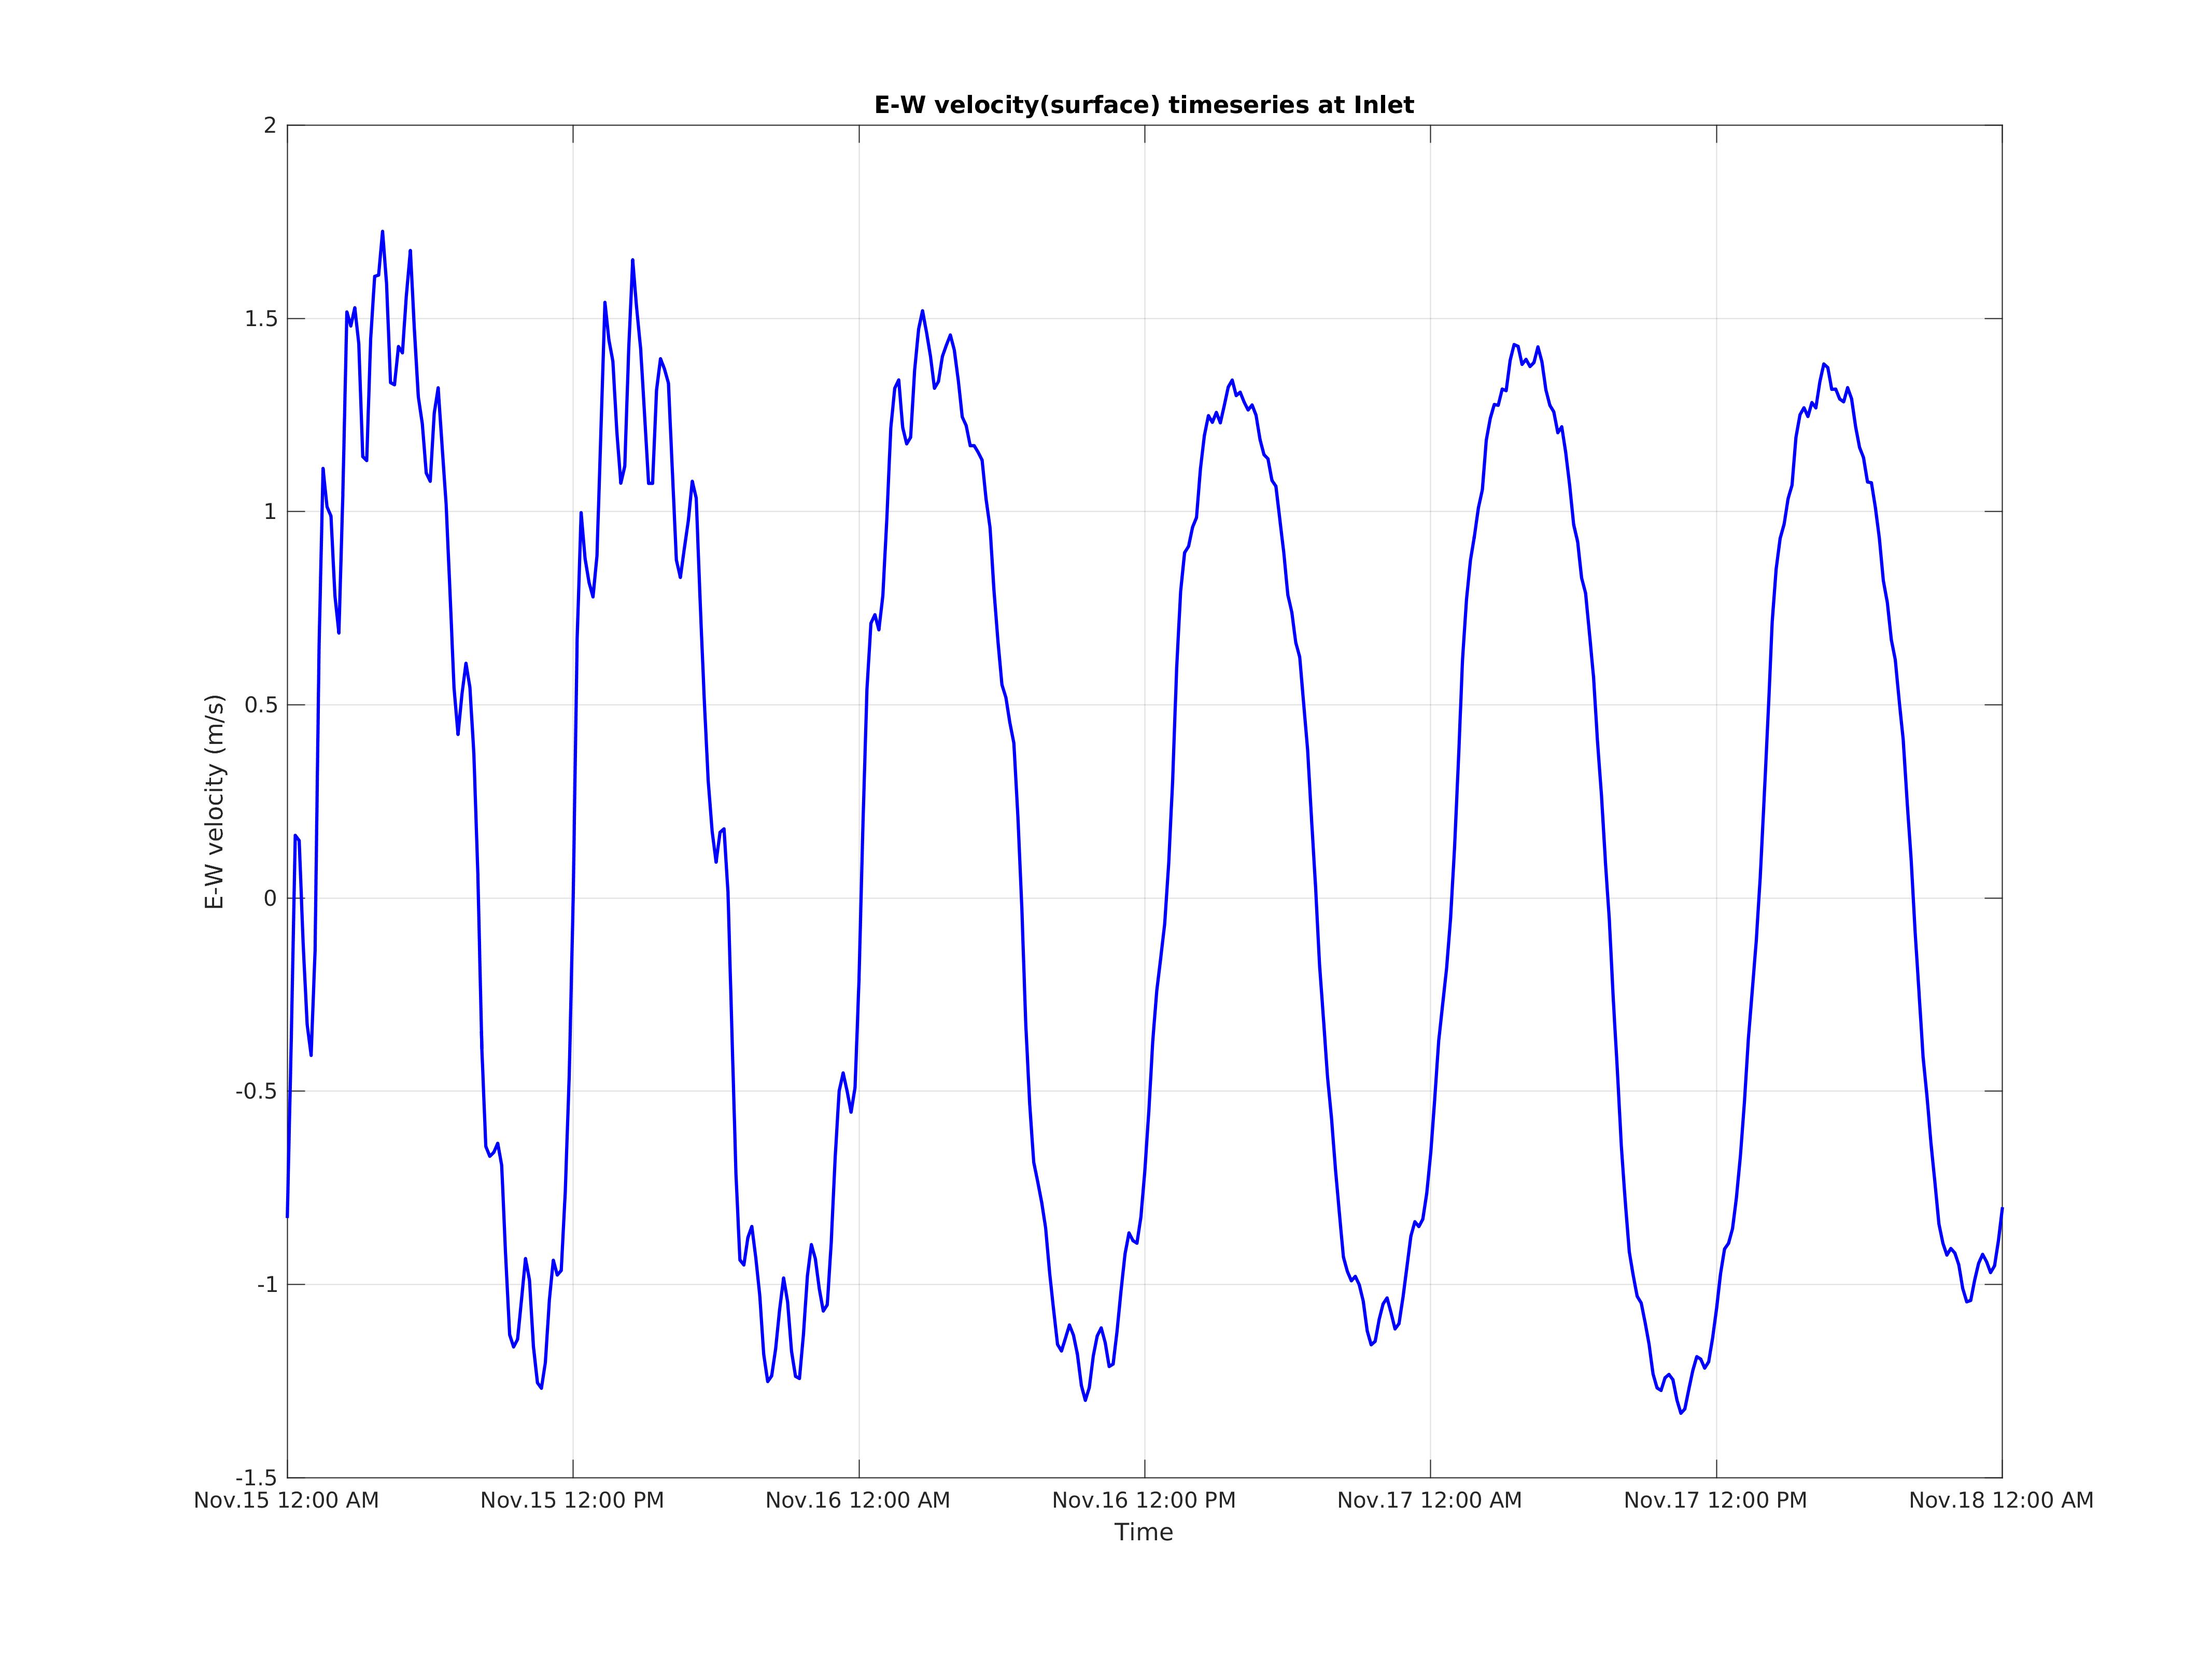 E-W velocity(surface) timeseries at Inlet
2
1.5
1
0.5
0
-0.5
-1
-1.5
E-W velocity (m/s)
Nov.15 12:00 AM Nov.15 12:00 PM Nov.16 12:00 AM Nov.16 12:00 PM Nov.17 12:00 AM Nov.17 12:00 PM Nov.18 12:00 AM
Time